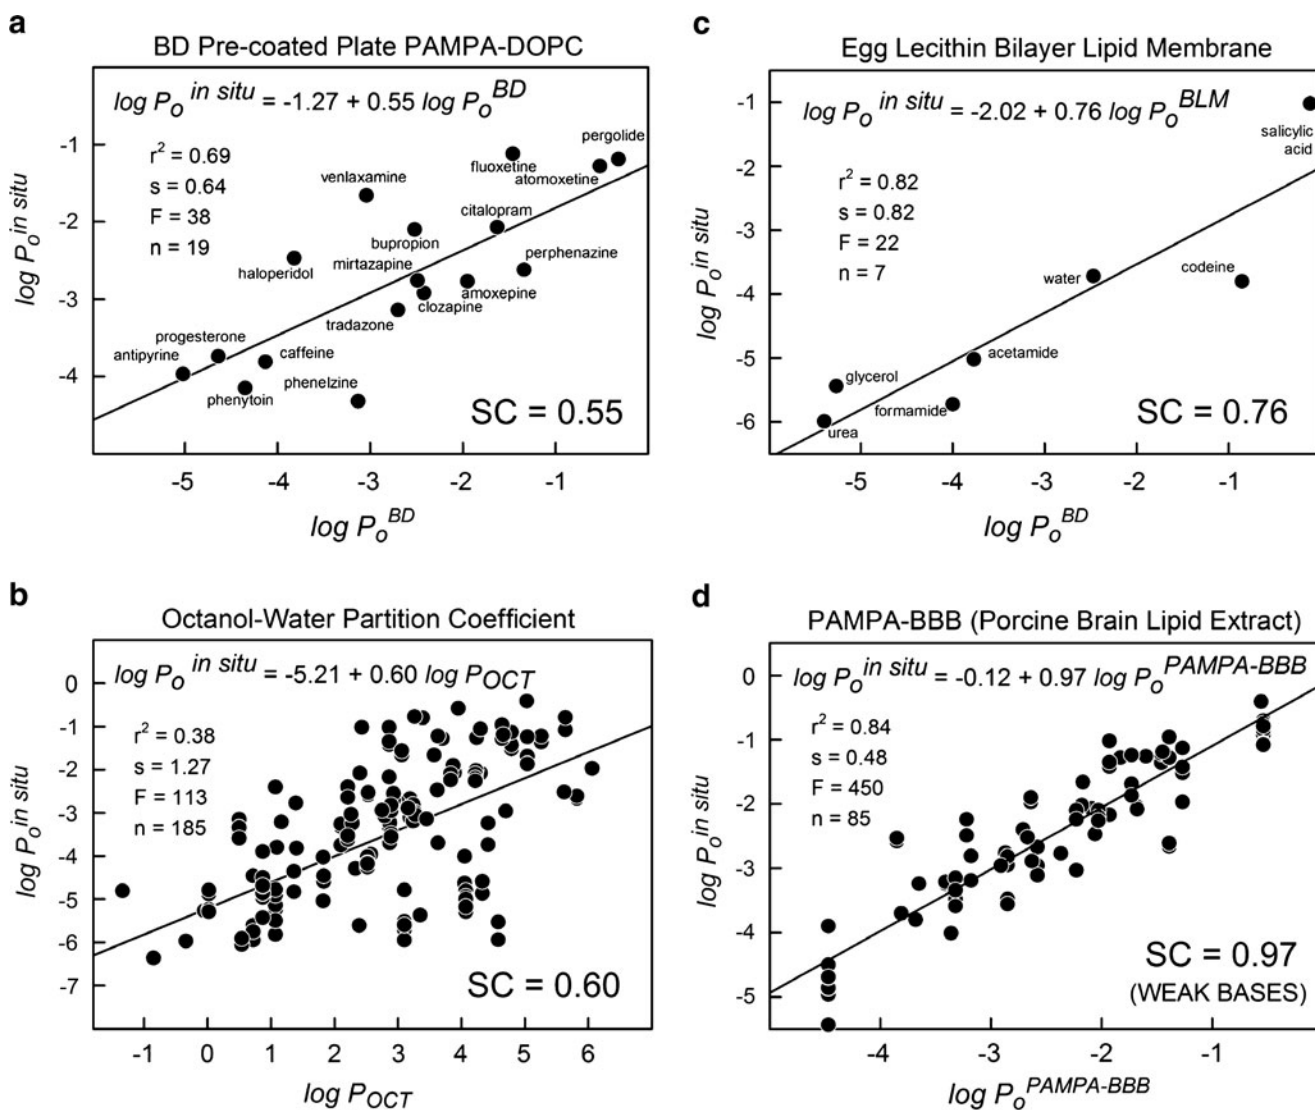 a
BD Pre-coated Plate PAMPA-DOPC
log Po in situ = -1.27 + 0.55 log Po BD
r2 = 0.69
s = 0.64
F = 38
n = 19
pergolide
fluoxetine
atomoxetine
venlaxamine
citalopram
bupropion
perphenazine
haloperidol
mirtazapine
amoxepine
clozapine
tradazone
progesterone
antipyrine
caffeine
phenelzine
phenytoin
SC = 0.55
-1
-2
-3
-4
log Po in situ
-5 -4 -3 -2 -1
log Po BD
c
Egg Lecithin Bilayer Lipid Membrane
log Po in situ = -2.02 + 0.76 log Po BLM
r2 = 0.82
s = 0.82
F = 22
n = 7
salicylic
acid
water
codeine
acetamide
glycerol
formamide
urea
SC = 0.76
-1
-2
-3
-4
-5
-6
log Po in situ
-5 -4 -3 -2 -1
log Po BD
b
Octanol-Water Partition Coefficient
log Po in situ = -5.21 + 0.60 log POCT
r2 = 0.38
s = 1.27
F = 113
n = 185
SC = 0.60
0
-1
-2
-3
-4
-5
-6
-7
log Po in situ
-1 0 1 2 3 4 5 6
log POCT
d
PAMPA-BBB (Porcine Brain Lipid Extract)
log Po in situ = -0.12 + 0.97 log Po PAMPA-BBB
r2 = 0.84
s = 0.48
F = 450
n = 85
SC = 0.97
(WEAK BASES)
0
-1
-2
-3
-4
-5
log Po in situ
-4 -3 -2 -1
log Po PAMPA-BBB